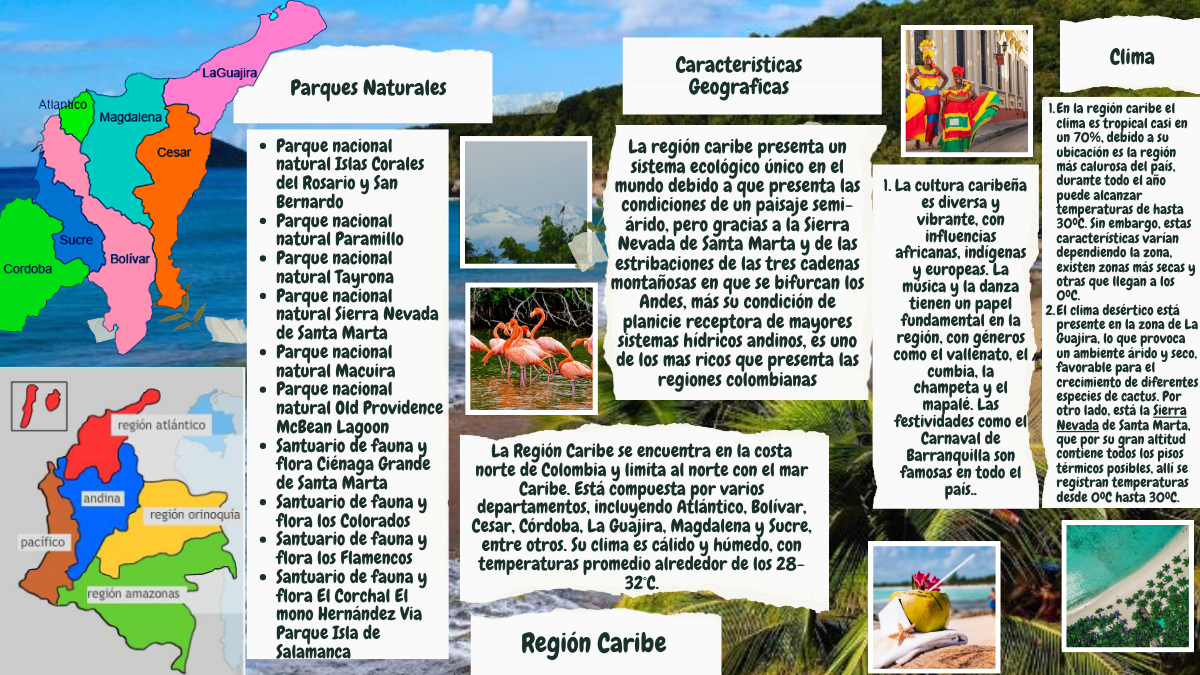 LaGuajira
Atlantico
Magdalena
Cesar
Sucre
Bolívar
Cordoba
región atlántico
andina
región orinoquía
pacífico
región amazonas
Parques Naturales
Parque nacional
natural Islas Corales
del Rosario y San
Bernardo
Parque nacional
natural Paramillo
Parque nacional
natural Tayrona
Parque nacional
natural Sierra Nevada
de Santa Marta
Parque nacional
natural Macuira
Parque nacional
natural Old Providence
McBean Lagoon
Santuario de fauna y
flora Ciénaga Grande
de Santa Marta
Santuario de fauna y
flora los Colorados
Santuario de fauna y
flora los Flamencos
Santuario de fauna y
flora El Corchal El
mono Hernández Via
Parque Isla de
Salamanca
Caracteristicas
Geograficas
La región caribe presenta un
sistema ecológico único en el
mundo debido a que presenta las
condiciones de un paisaje semi-
árido, pero gracias a la Sierra
Nevada de Santa Marta y de las
estribaciones de las tres cadenas
montañosas en que se bifurcan los
Andes, más su condición de
planicie receptora de mayores
sistemas hídricos andinos, es uno
de los mas ricos que presenta las
regiones colombianas
La Región Caribe se encuentra en la costa
norte de Colombia y limita al norte con el mar
Caribe. Está compuesta por varios
departamentos, incluyendo Atlántico, Bolívar,
Cesar, Córdoba, La Guajira, Magdalena y Sucre,
entre otros. Su clima es cálido y húmedo, con
temperaturas promedio alrededor de los 28-
32°C.
Región Caribe
1. La cultura caribeña
es diversa y
vibrante, con
influencias
africanas, indígenas
y europeas. La
música y la danza
tienen un papel
fundamental en la
región, con géneros
como el vallenato, el
cumbia, la
champeta y el
mapalé. Las
festividades como el
Carnaval de
Barranquilla son
famosas en todo el
país..
Clima
1. En la región caribe el
clima es tropical casi en
un 70%, debido a su
ubicación es la región
más calurosa del país,
durante todo el año
puede alcanzar
temperaturas de hasta
30ºC. Sin embargo, estas
características varían
dependiendo la zona,
existen zonas más secas y
otras que llegan a los
0ºC.
2. El clima desértico está
presente en la zona de La
Guajira, lo que provoca
un ambiente árido y seco,
favorable para el
crecimiento de diferentes
especies de cactus. Por
otro lado, está la Sierra
Nevada de Santa Marta,
que por su gran altitud
contiene todos los pisos
térmicos posibles, allí se
registran temperaturas
desde 0ºC hasta 30ºC.